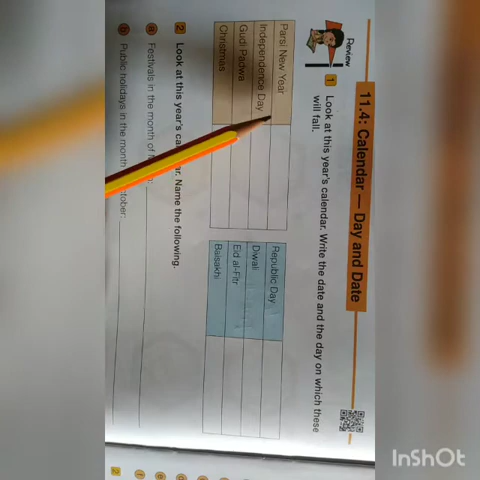 11.4: Calendar — Day and Date
Review
1 Look at this year's calendar. Write the date and the day on which these
will fall.
Parsi New Year
Independence Day
Gudi Padwa
Christmas
Republic Day
Diwali
Eid al-Fitr
Baisakhi
2 Look at this year's Name the following.
a Festivals in the month of
b Public holidays in the month
2
InShOt